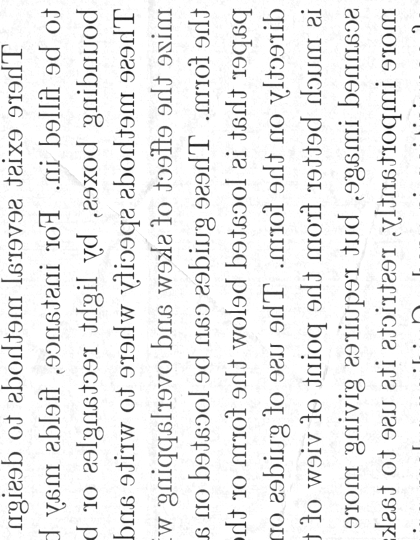 There exist several methods to design
to be filled in. For instance, fields may
bounding boxes, by light rectangles or
These methods specify where to write and
mize the effect of skew and overlapping
the form. These guides can be located on a
paper that is located below the form or
directly on the form. The use of guides on
is much better from the point of view of
scanned image, but requires giving more
more importantly, restricts its use to tasks